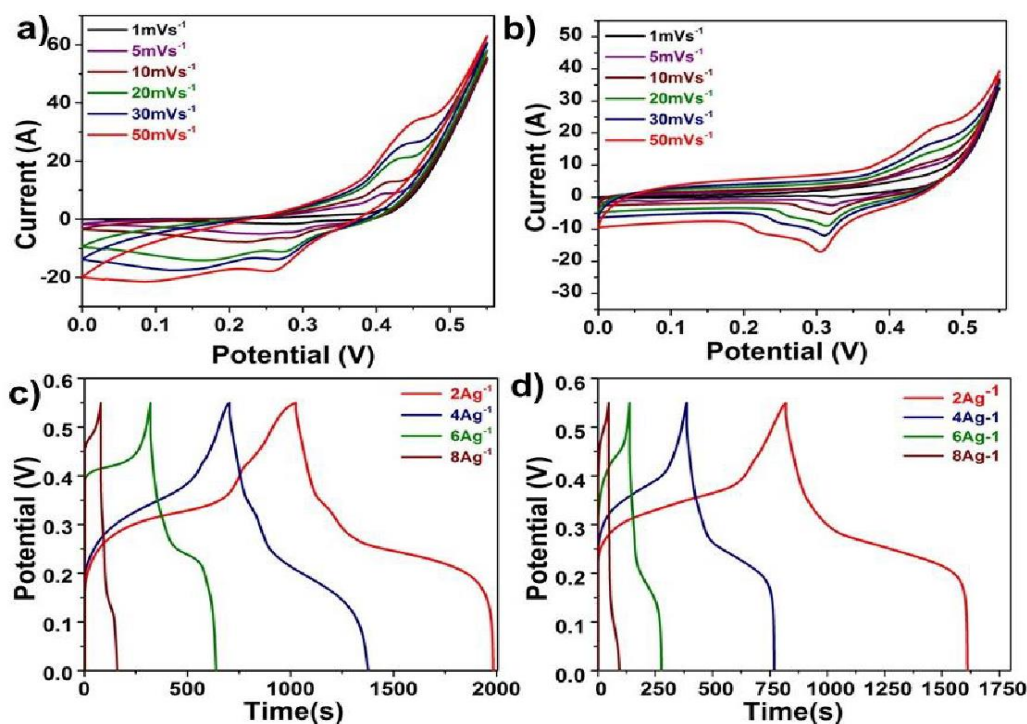 a)
1mVs⁻¹
5mVs⁻¹
10mVs⁻¹
20mVs⁻¹
30mVs⁻¹
50mVs⁻¹
60
40
20
0
-20
Current (A)
0.0 0.1 0.2 0.3 0.4 0.5
Potential (V)
b)
1mVs⁻¹
5mVs⁻¹
10mVs⁻¹
20mVs⁻¹
30mVs⁻¹
50mVs⁻¹
50
40
30
20
10
0
-10
-20
-30
Current (A)
0.0 0.1 0.2 0.3 0.4 0.5
Potential (V)
c)
2Ag⁻¹
4Ag⁻¹
6Ag⁻¹
8Ag⁻¹
0.6
0.5
0.4
0.3
0.2
0.1
0.0
Potential (V)
0 500 1000 1500 2000
Time(s)
d)
2Ag⁻¹
4Ag-1
6Ag-1
8Ag-1
0.6
0.5
0.4
0.3
0.2
0.1
0.0
Potential (V)
0 250 500 750 1000 1250 1500 1750
Time(s)